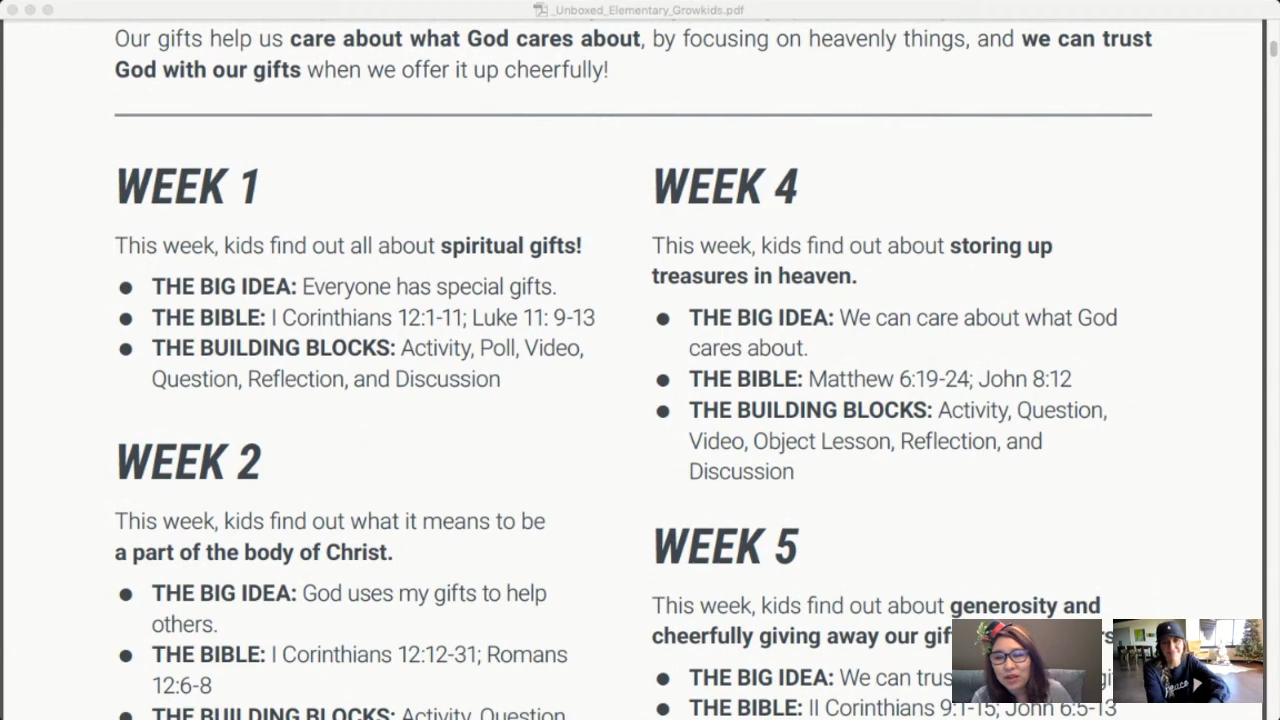 _Unboxed_Elementary_Growkids.pdf
Our gifts help us care about what God cares about, by focusing on heavenly things, and we can trust
God with our gifts when we offer it up cheerfully!
WEEK 1
This week, kids find out all about spiritual gifts!
● THE BIG IDEA: Everyone has special gifts.
● THE BIBLE: I Corinthians 12:1-11; Luke 11: 9-13
● THE BUILDING BLOCKS: Activity, Poll, Video,
Question, Reflection, and Discussion
WEEK 2
This week, kids find out what it means to be
a part of the body of Christ.
● THE BIG IDEA: God uses my gifts to help
others.
● THE BIBLE: I Corinthians 12:12-31; Romans
12:6-8
THE BUILDING BLOCKS: Activity, Question,
WEEK 4
This week, kids find out about storing up
treasures in heaven.
● THE BIG IDEA: We can care about what God
cares about.
● THE BIBLE: Matthew 6:19-24; John 8:12
● THE BUILDING BLOCKS: Activity, Question,
Video, Object Lesson, Reflection, and
Discussion
WEEK 5
This week, kids find out about generosity and
cheerfully giving away our
● THE BIG IDEA: We can
● THE BIBLE: II Corinthians 9:1-15; John 6:5-13
Peace